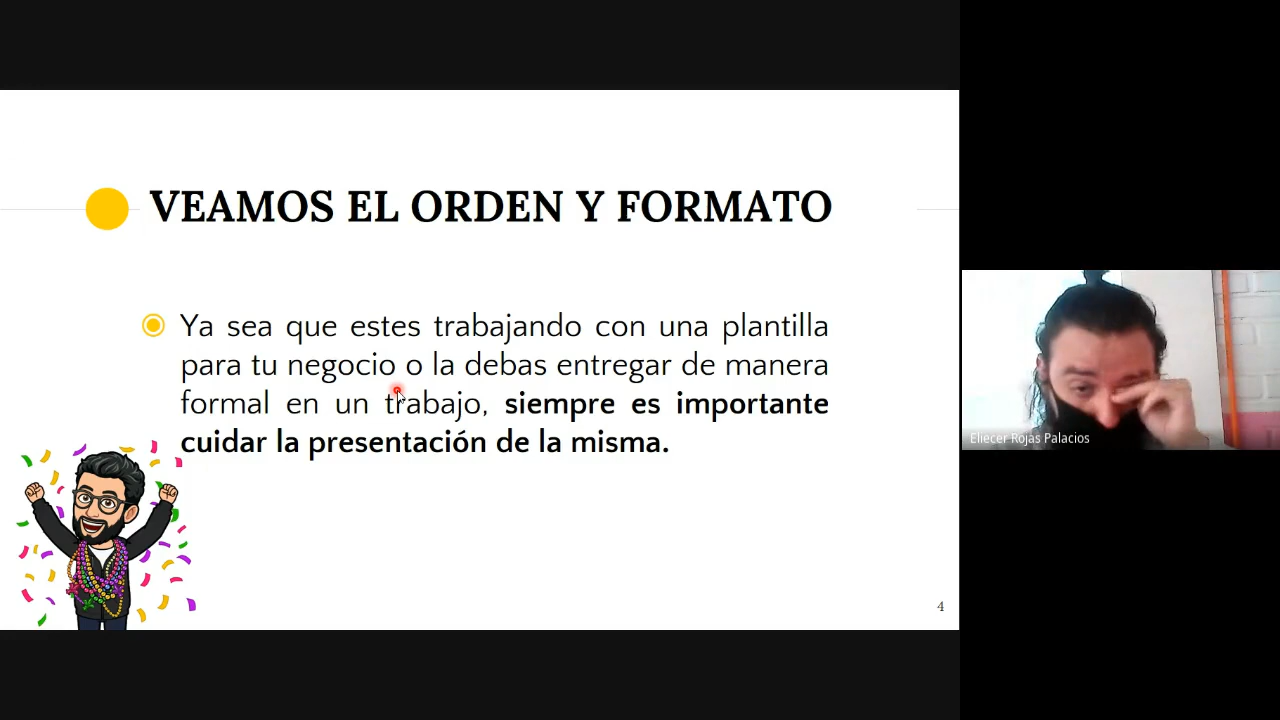 VEAMOS EL ORDEN Y FORMATO
Ya sea que estes trabajando con una plantilla
para tu negocio o la debas entregar de manera
formal en un trabajo, siempre es importante
cuidar la presentación de la misma.
Eliecer Rojas Palacios
4